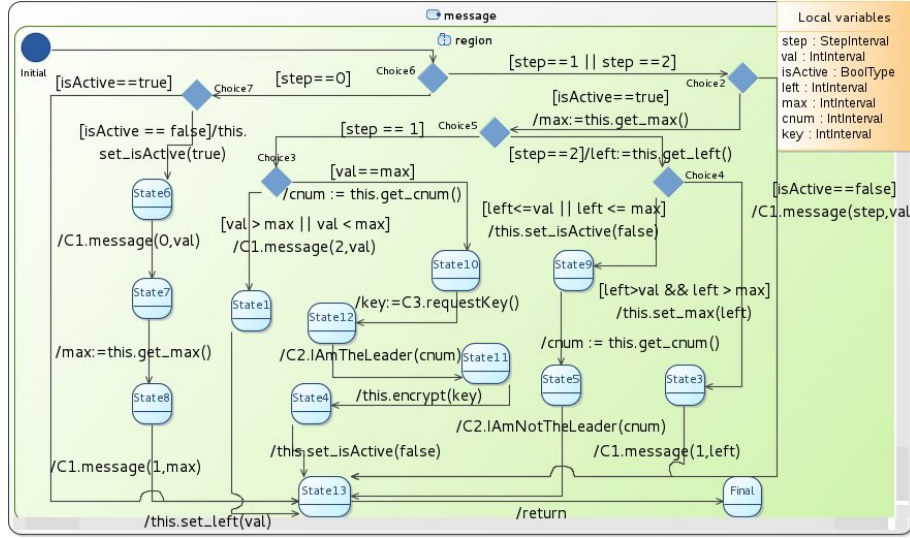 message
Local variables
region
step : StepInterval
val : IntInterval
isActive : BoolType
left : IntInterval
max : IntInterval
cnum : IntInterval
key : IntInterval
Initial
[isActive==true]
Choice7
[step==0]
Choice6
[step==1 || step ==2]
Choice2
[isActive==true]
/max:=this.get_max()
[isActive == false]/this.
set_isActive(true)
[step == 1]
Choice5
[step==2]/left:=this.get_left()
Choice3
[val==max]
/cnum := this.get_cnum()
Choice4
[isActive==false]
/C1.message(step,val
State6
[val > max || val < max]
/C1.message(2,val)
[left<=val || left <= max]
/this.set_isActive(false)
/C1.message(0,val)
State10
State9
State7
State1
/key:=C3.requestKey()
[left>val && left > max]
/this.set_max(left)
State12
/max:=this.get_max()
/C2.IAmTheLeader(cnum)
State11
/cnum := this.get_cnum()
State8
State4
/this.encrypt(key)
State5
State3
/C2.IAmNotTheLeader(cnum)
/C1.message(1,max)
/this.set_isActive(false)
/C1.message(1,left)
State13
Final
/this.set_left(val)
/return